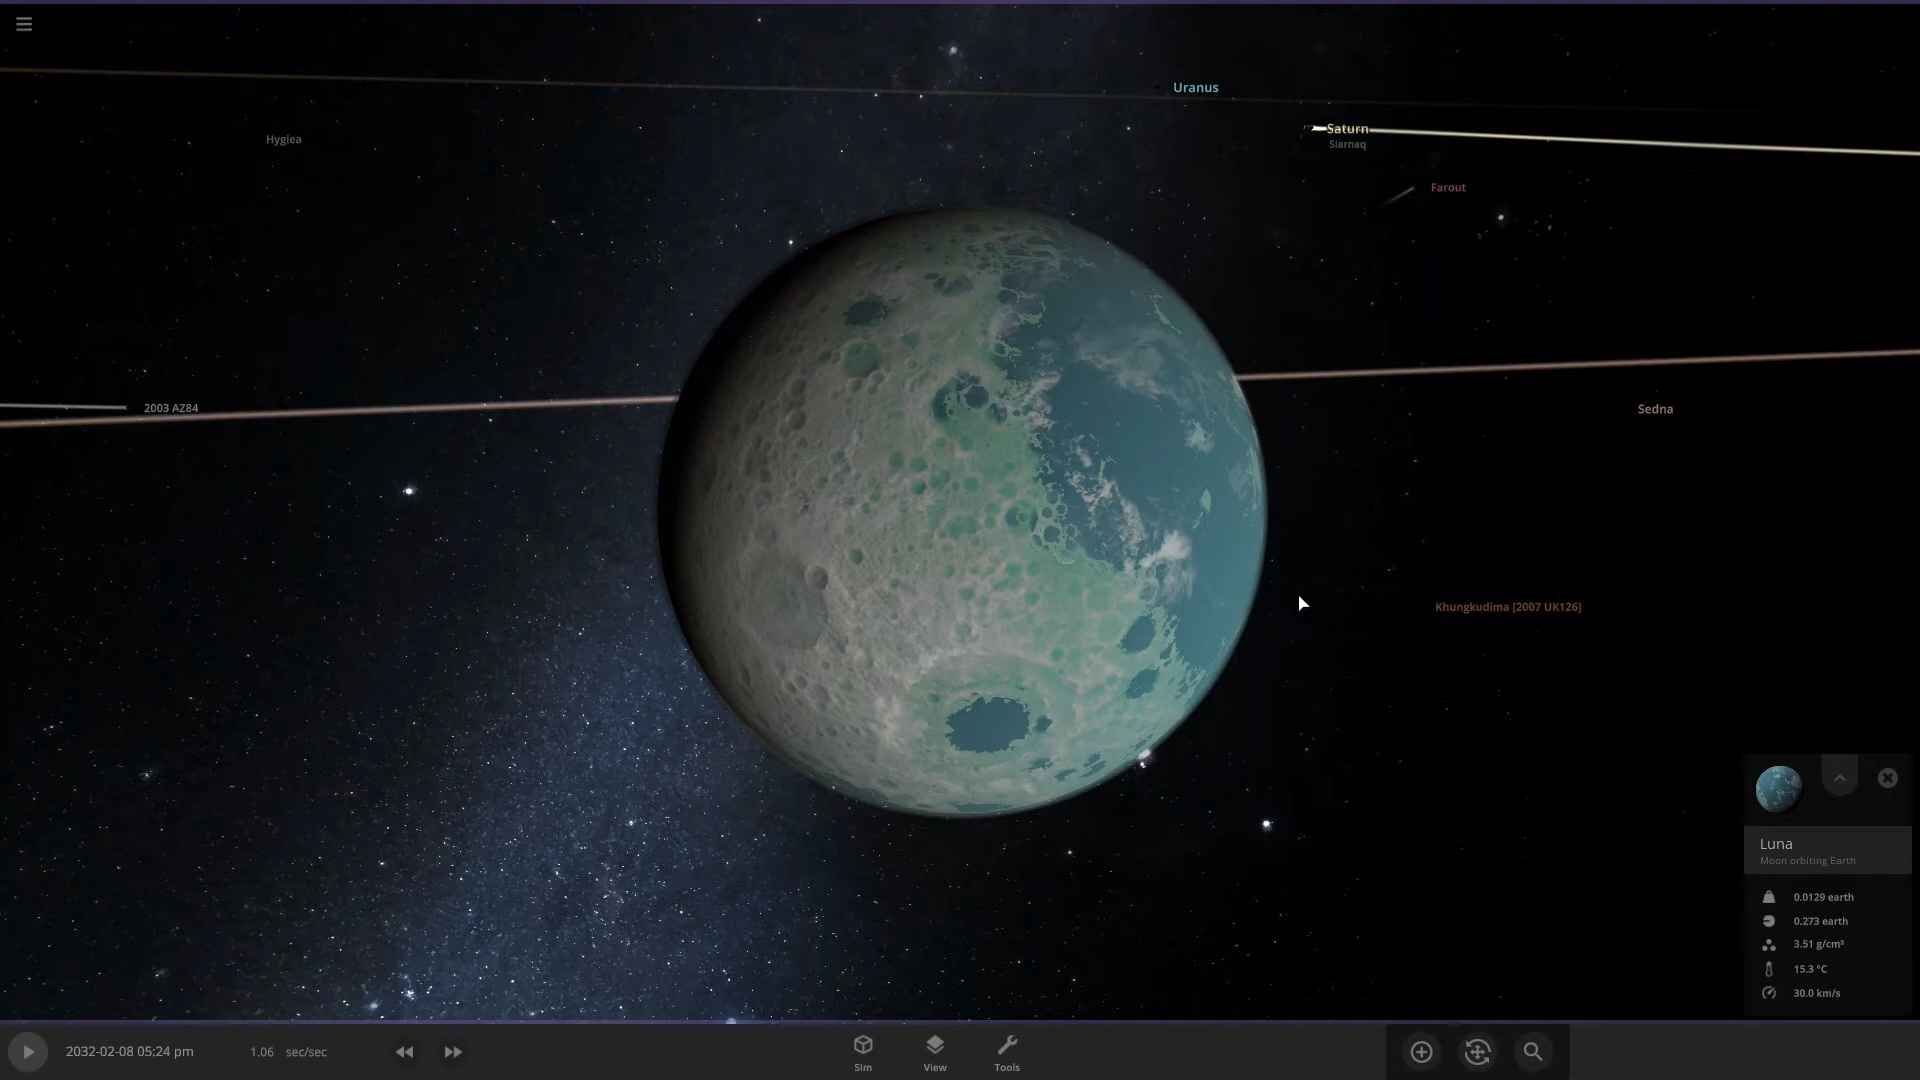 Uranus
Saturn
Siarnaq
Hygiea
Farout
2003 AZ84
Sedna
Khungkudima [2007 UK126]
Luna
Moon orbiting Earth
0.0129 earth
0.273 earth
3.51 g/cm³
15.3 °C
30.0 km/s
2032-02-08 05:24 pm
1.06 sec/sec
Sim
View
Tools